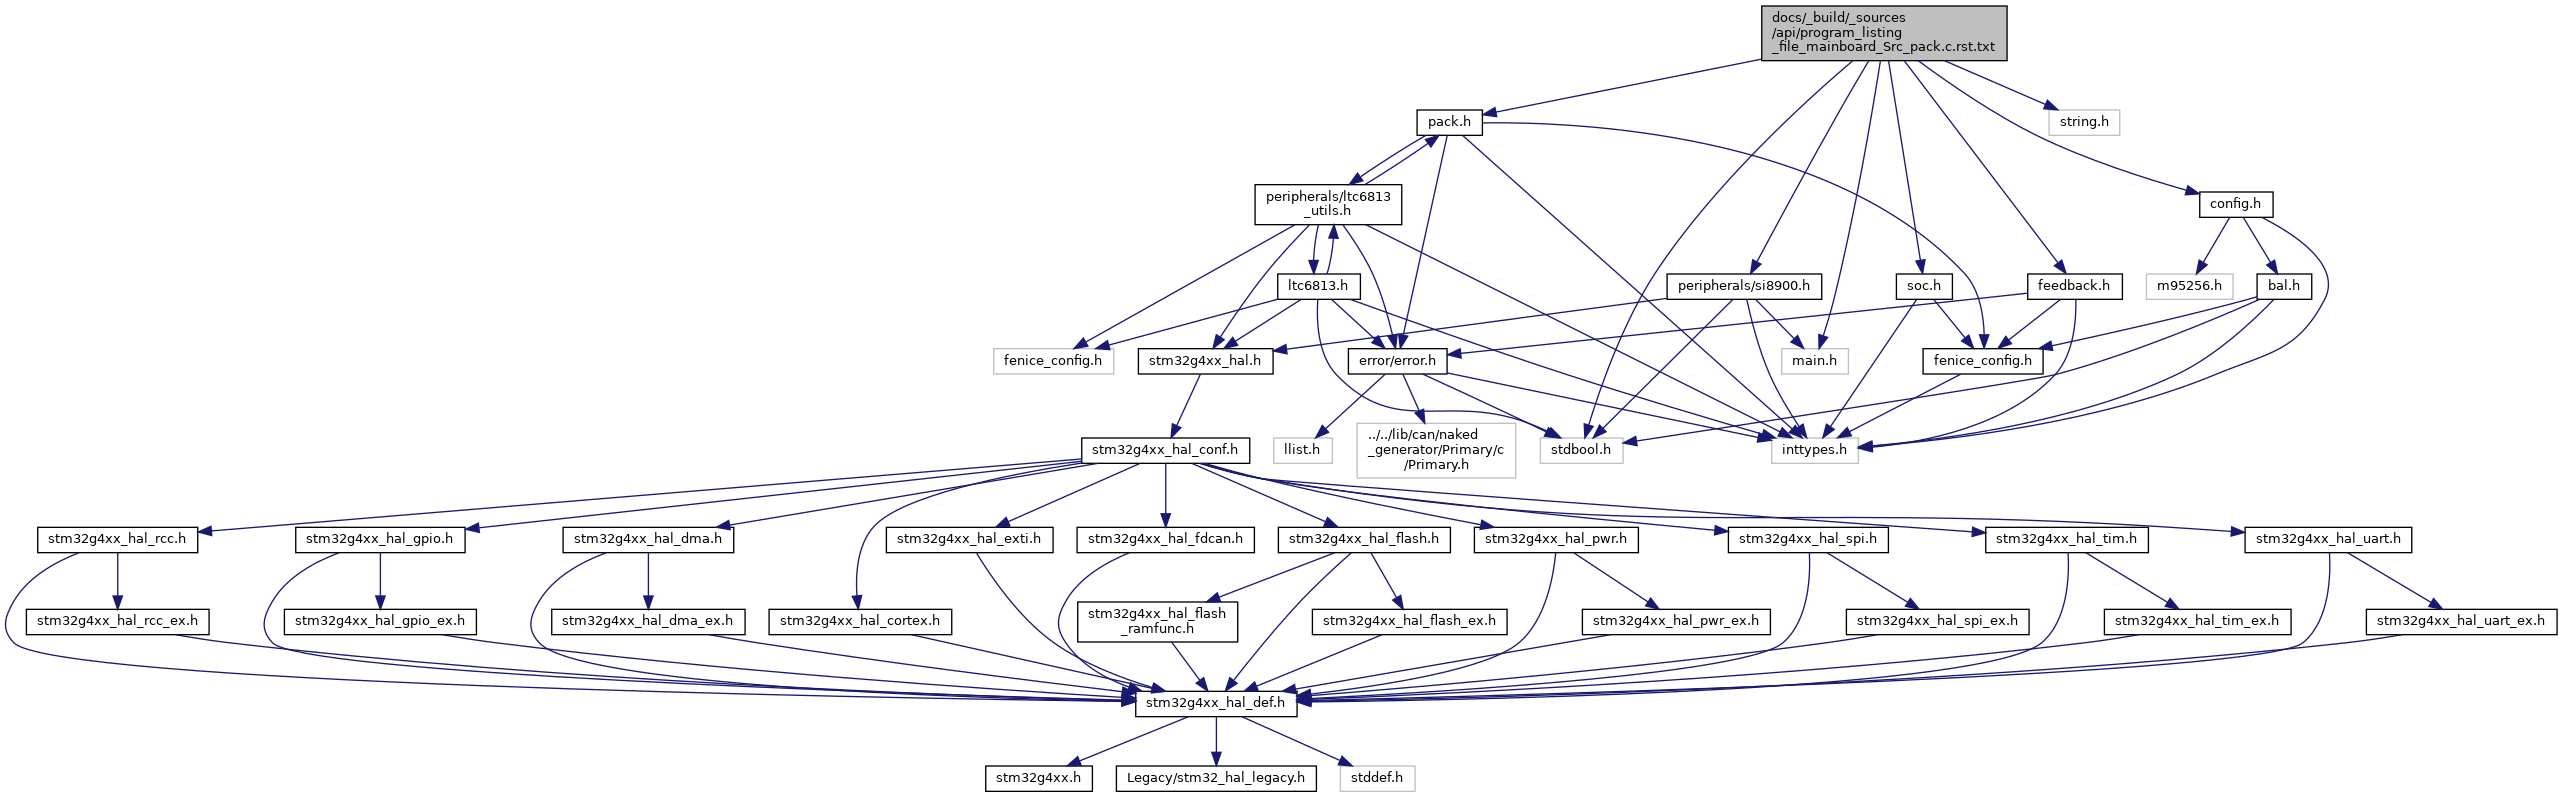 docs/_build/_sources
/api/program_listing
_file_mainboard_Src_pack.c.rst.txt
pack.h
string.h
peripherals/ltc6813
_utils.h
config.h
ltc6813.h
peripherals/si8900.h
soc.h
feedback.h
m95256.h
bal.h
fenice_config.h
stm32g4xx_hal.h
error/error.h
main.h
fenice_config.h
stm32g4xx_hal_conf.h
llist.h
../../lib/can/naked
_generator/Primary/c
/Primary.h
stdbool.h
inttypes.h
stm32g4xx_hal_rcc.h
stm32g4xx_hal_gpio.h
stm32g4xx_hal_dma.h
stm32g4xx_hal_exti.h
stm32g4xx_hal_fdcan.h
stm32g4xx_hal_flash.h
stm32g4xx_hal_pwr.h
stm32g4xx_hal_spi.h
stm32g4xx_hal_tim.h
stm32g4xx_hal_uart.h
stm32g4xx_hal_rcc_ex.h
stm32g4xx_hal_gpio_ex.h
stm32g4xx_hal_dma_ex.h
stm32g4xx_hal_cortex.h
stm32g4xx_hal_flash
_ramfunc.h
stm32g4xx_hal_flash_ex.h
stm32g4xx_hal_pwr_ex.h
stm32g4xx_hal_spi_ex.h
stm32g4xx_hal_tim_ex.h
stm32g4xx_hal_uart_ex.h
stm32g4xx_hal_def.h
stm32g4xx.h
Legacy/stm32_hal_legacy.h
stddef.h